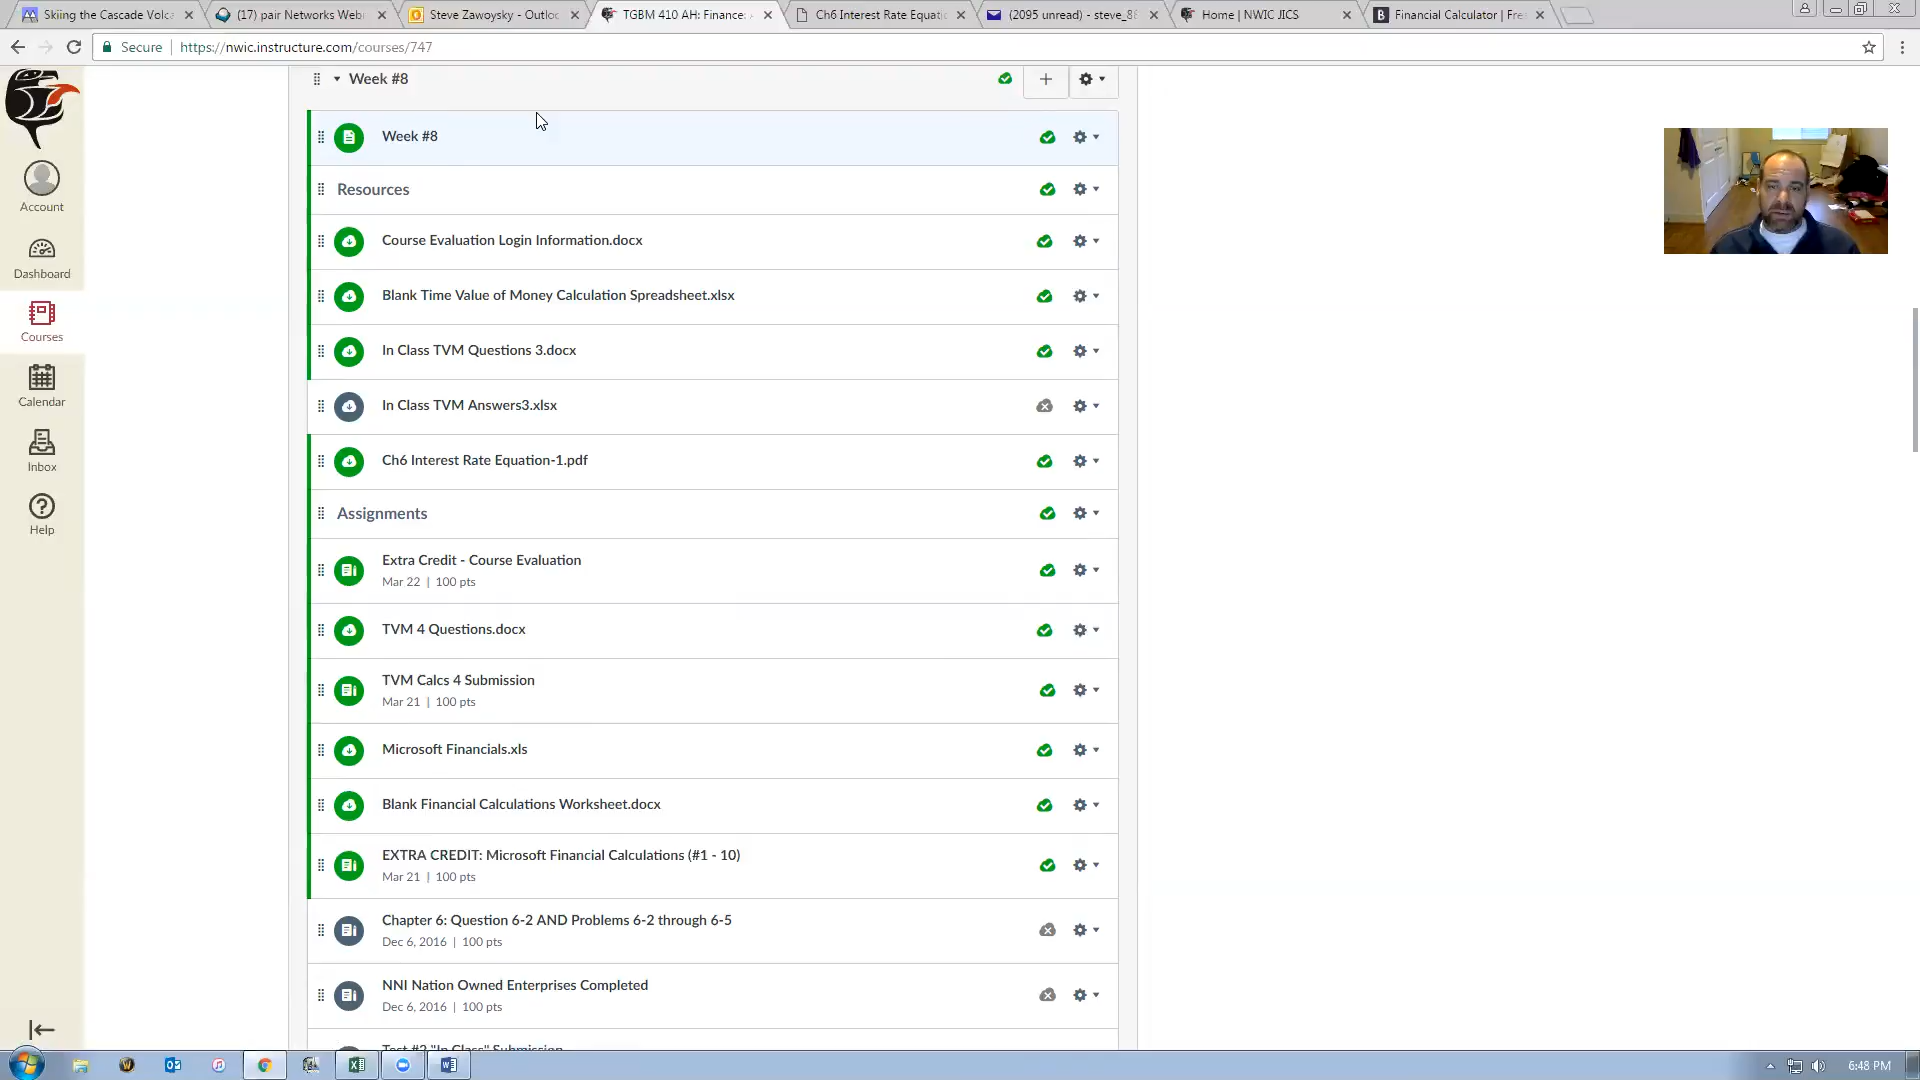 Skiing the Cascade Volca
(17) pair Networks Web
Steve Zawoysky - Outloo
TGBM 410 AH: Finance:
Ch6 Interest Rate Equati
(2095 unread) - steve_88
Home | NWIC JICS
Financial Calculator | Fre
Secure
https://nwic.instructure.com/courses/747
Account
Dashboard
Courses
Calendar
Inbox
Help
Week #8
Week #8
Resources
Course Evaluation Login Information.docx
Blank Time Value of Money Calculation Spreadsheet.xlsx
In Class TVM Questions 3.docx
In Class TVM Answers3.xlsx
Ch6 Interest Rate Equation-1.pdf
Assignments
Extra Credit - Course Evaluation
Mar 22 | 100 pts
TVM 4 Questions.docx
TVM Calcs 4 Submission
Mar 21 | 100 pts
Microsoft Financials.xls
Blank Financial Calculations Worksheet.docx
EXTRA CREDIT: Microsoft Financial Calculations (#1 - 10)
Mar 21 | 100 pts
Chapter 6: Question 6-2 AND Problems 6-2 through 6-5
Dec 6, 2016 | 100 pts
NNI Nation Owned Enterprises Completed
Dec 6, 2016 | 100 pts
"In Class" Submission
6:48 PM